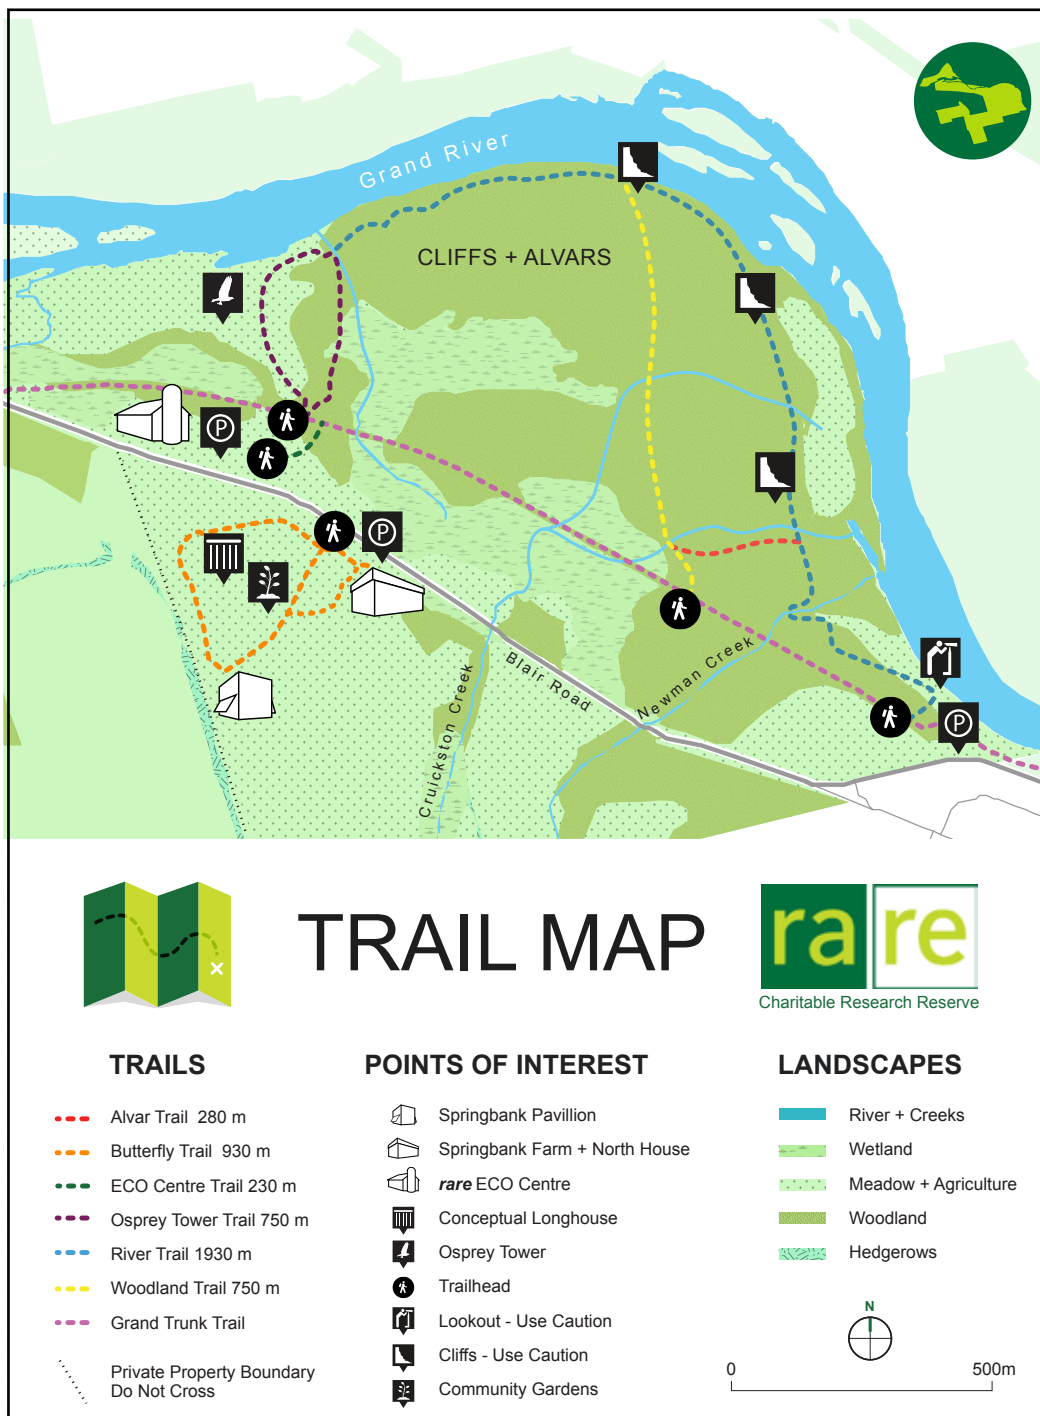 Grand River
CLIFFS + ALVARS
P
P
Blair Road
Newman Creek
Cruickston Creek
P
TRAIL MAP
rare
Charitable Research Reserve
TRAILS
Alvar Trail 280 m
Butterfly Trail 930 m
ECO Centre Trail 230 m
Osprey Tower Trail 750 m
River Trail 1930 m
Woodland Trail 750 m
Grand Trunk Trail
Private Property Boundary
Do Not Cross
POINTS OF INTEREST
Springbank Pavillion
Springbank Farm + North House
rare ECO Centre
Conceptual Longhouse
Osprey Tower
Trailhead
Lookout - Use Caution
Cliffs - Use Caution
Community Gardens
LANDSCAPES
River + Creeks
Wetland
Meadow + Agriculture
Woodland
Hedgerows
N
0 500m